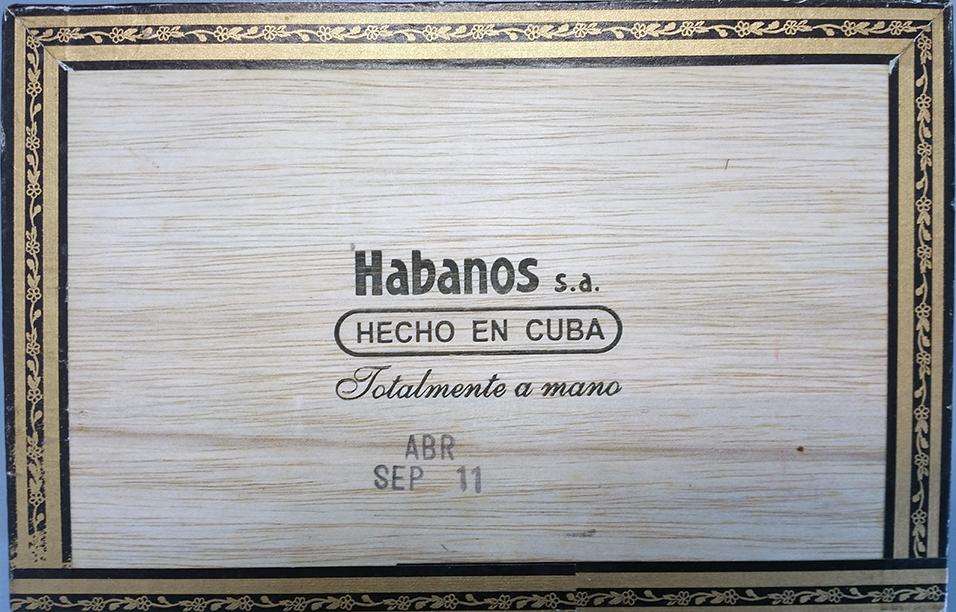 Habanos s.a.
HECHO EN CUBA
Totalmente a mano
ABR
SEP 11